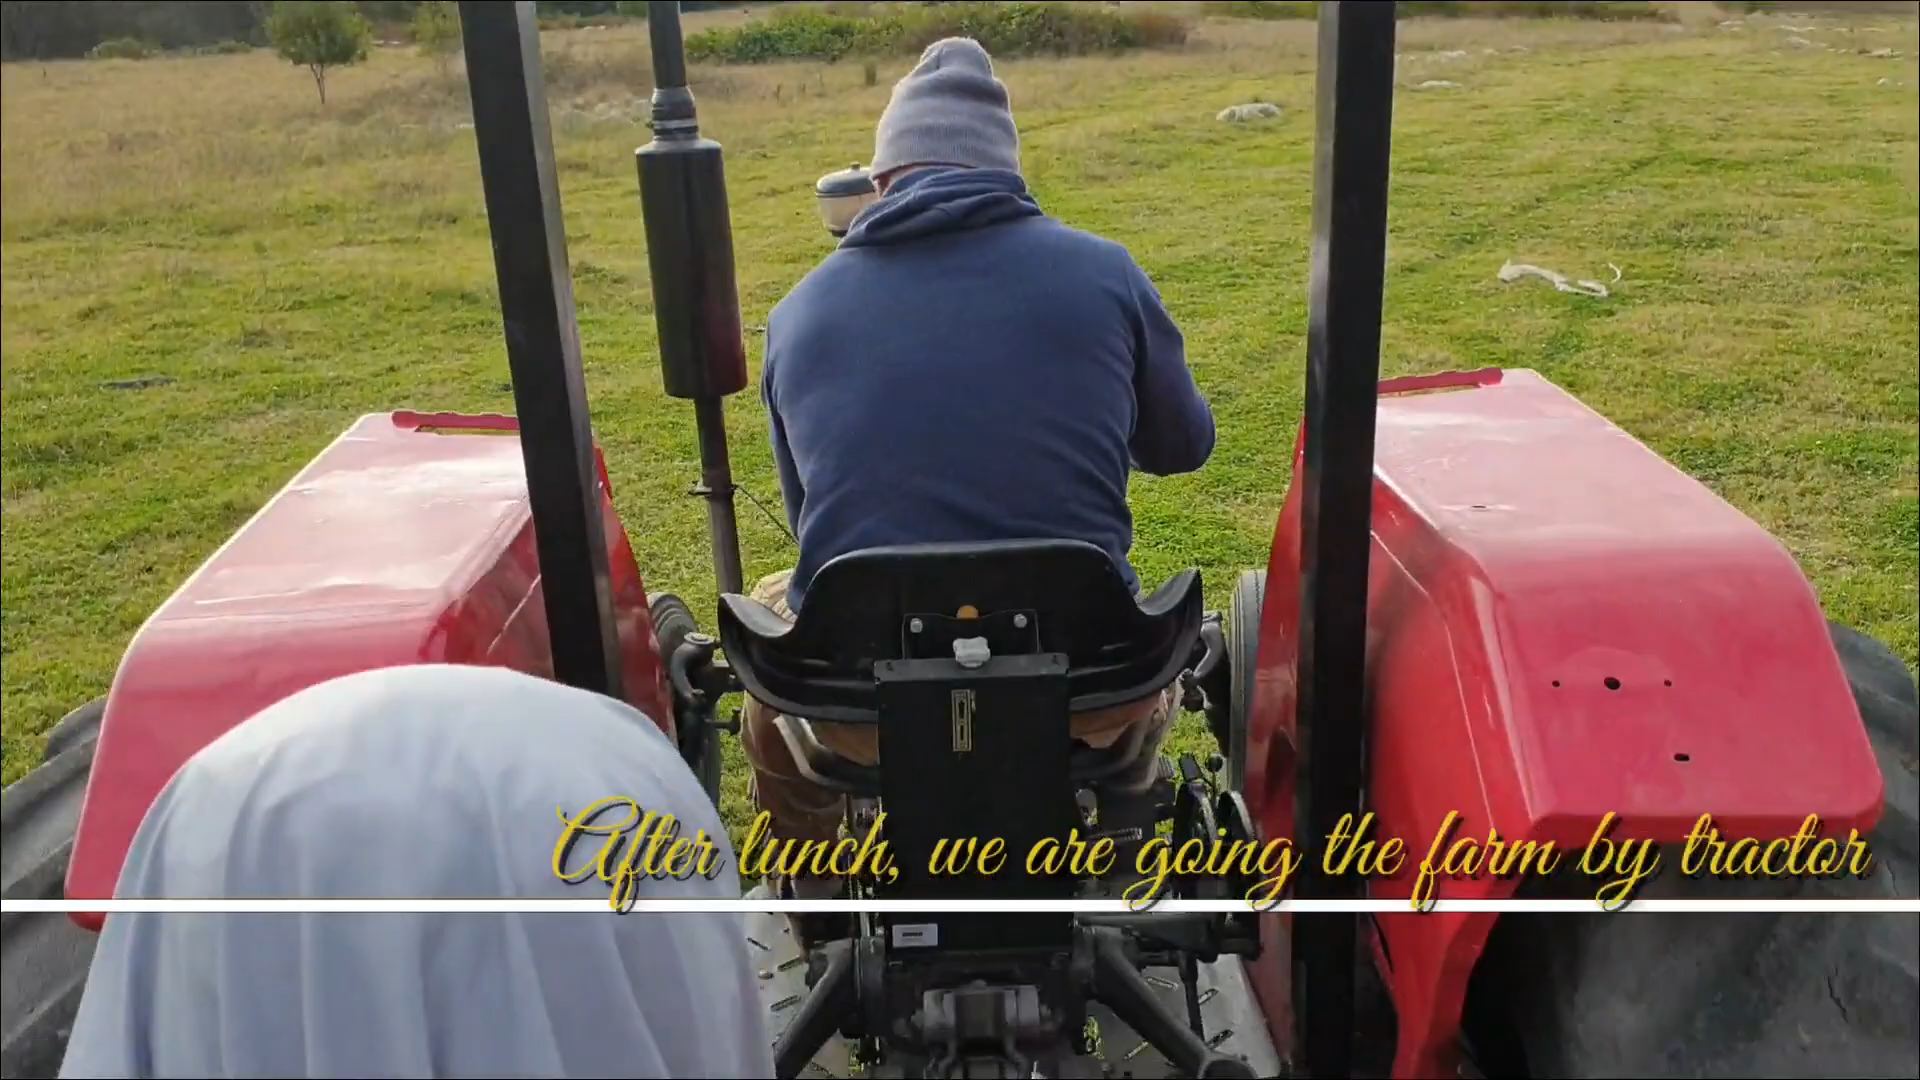 After lunch, we are going the farm by tractor